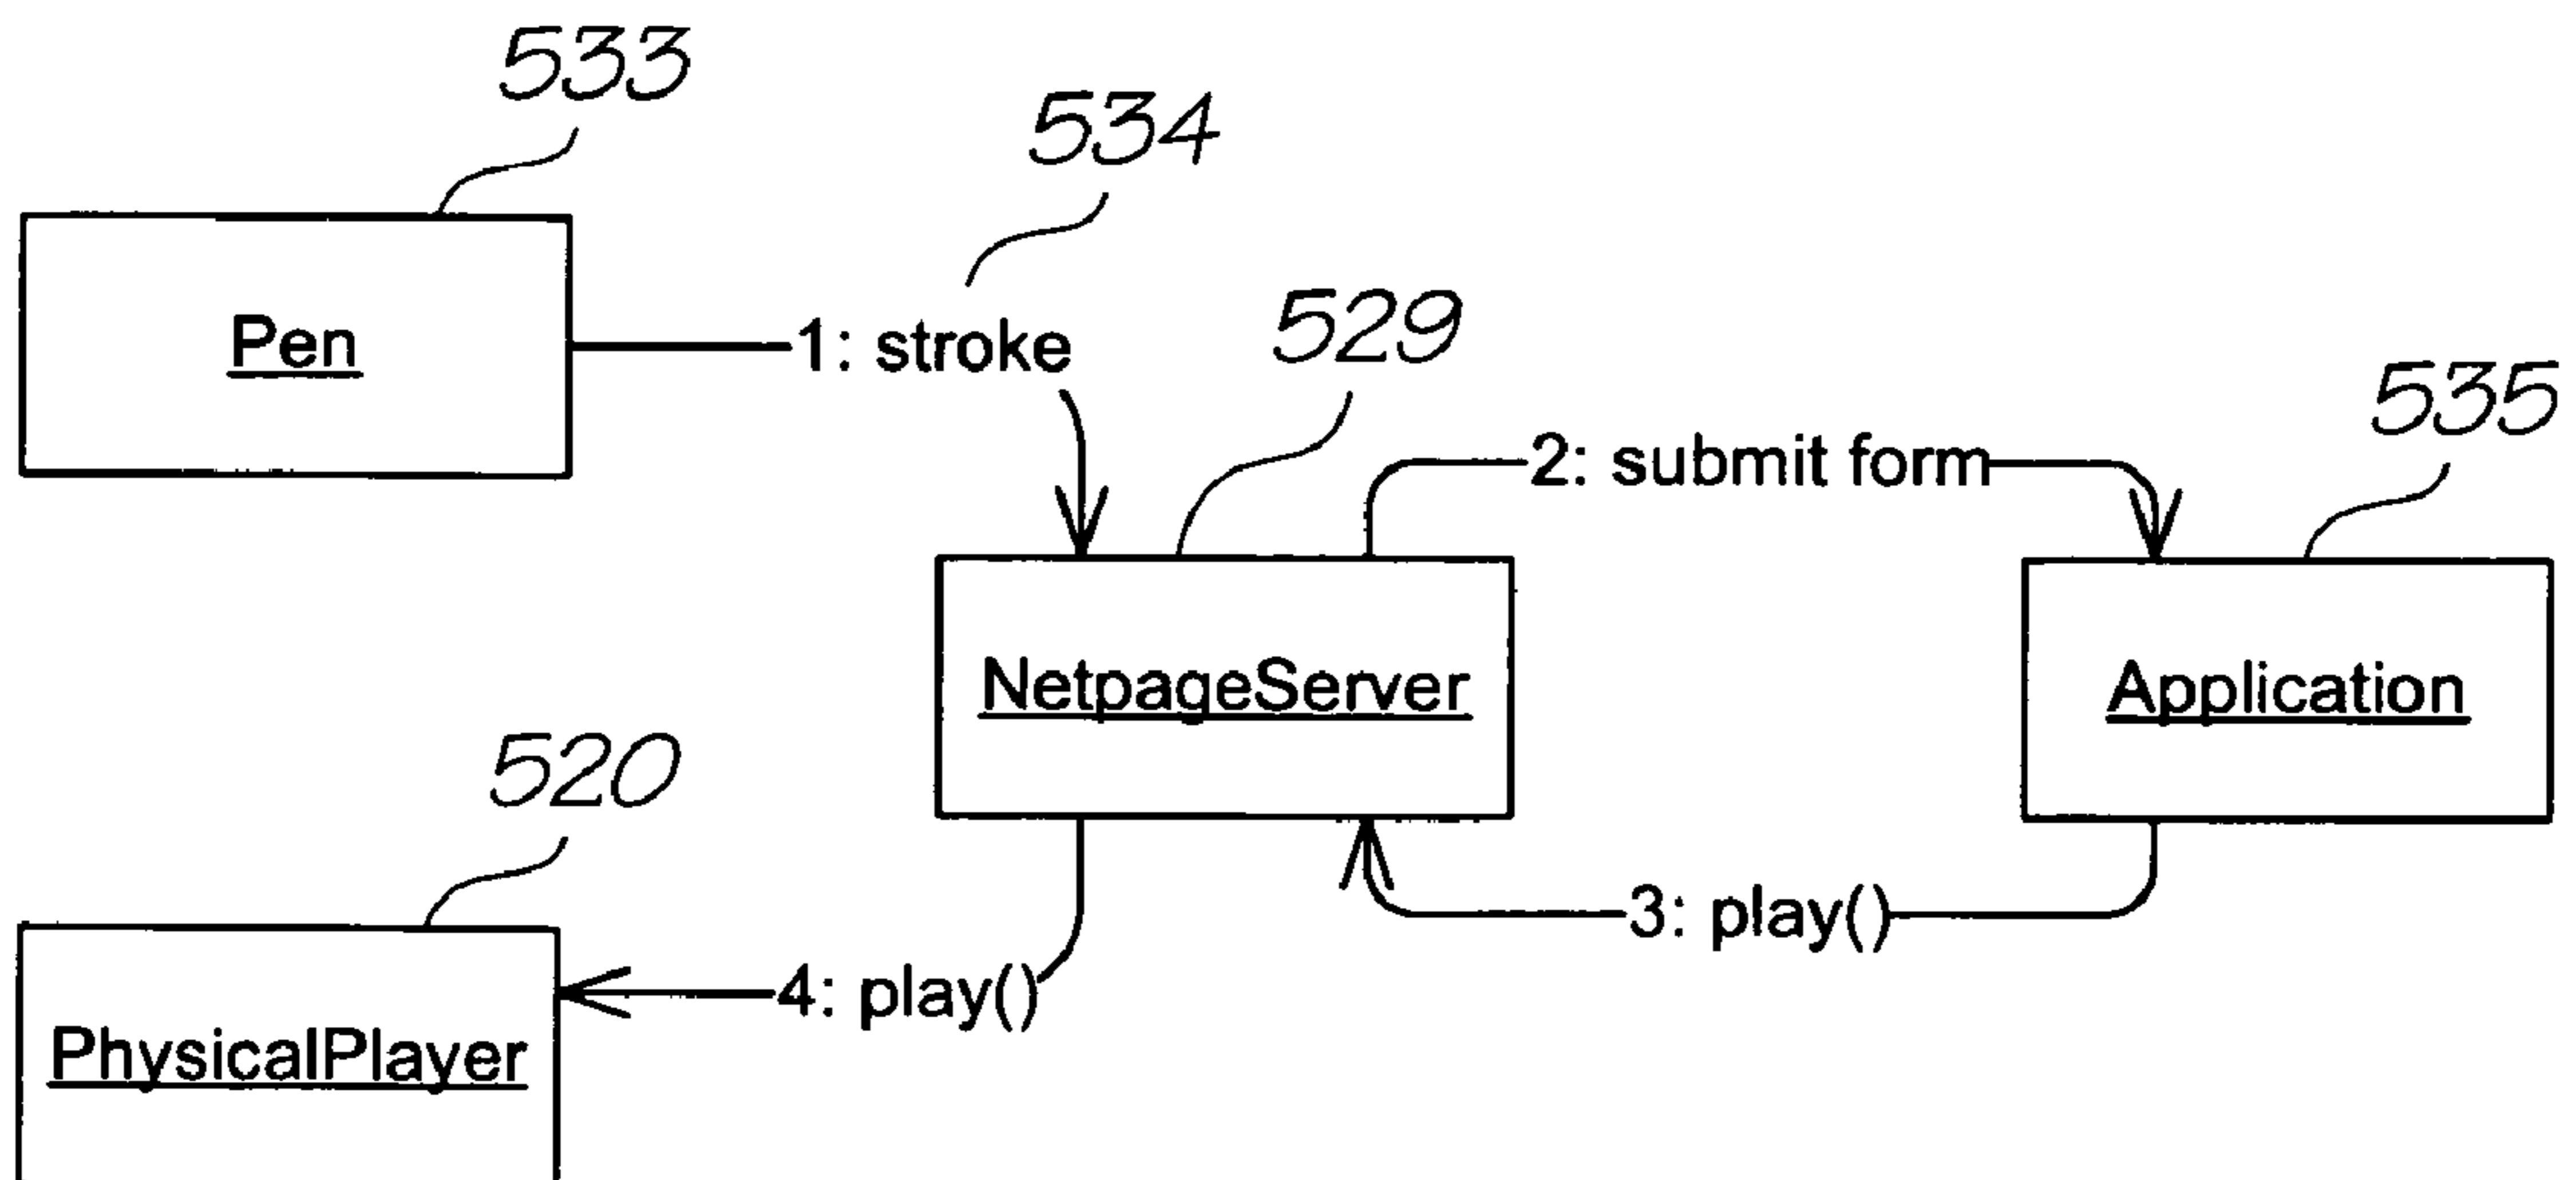 533
534
Pen
1: stroke
529
535
2: submit form
NetpageServer
Application
520
3: play()
4: play()
PhysicalPlayer